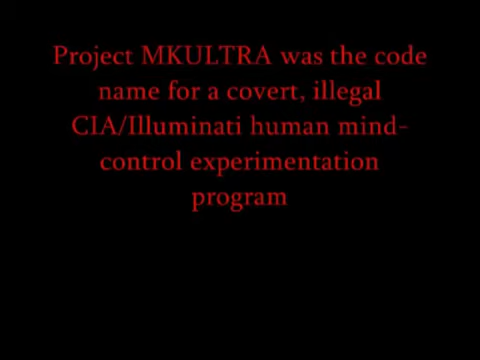 Project MKULTRA was the code
name for a covert, illegal
CIA/Illuminati human mind-
control experimentation
program